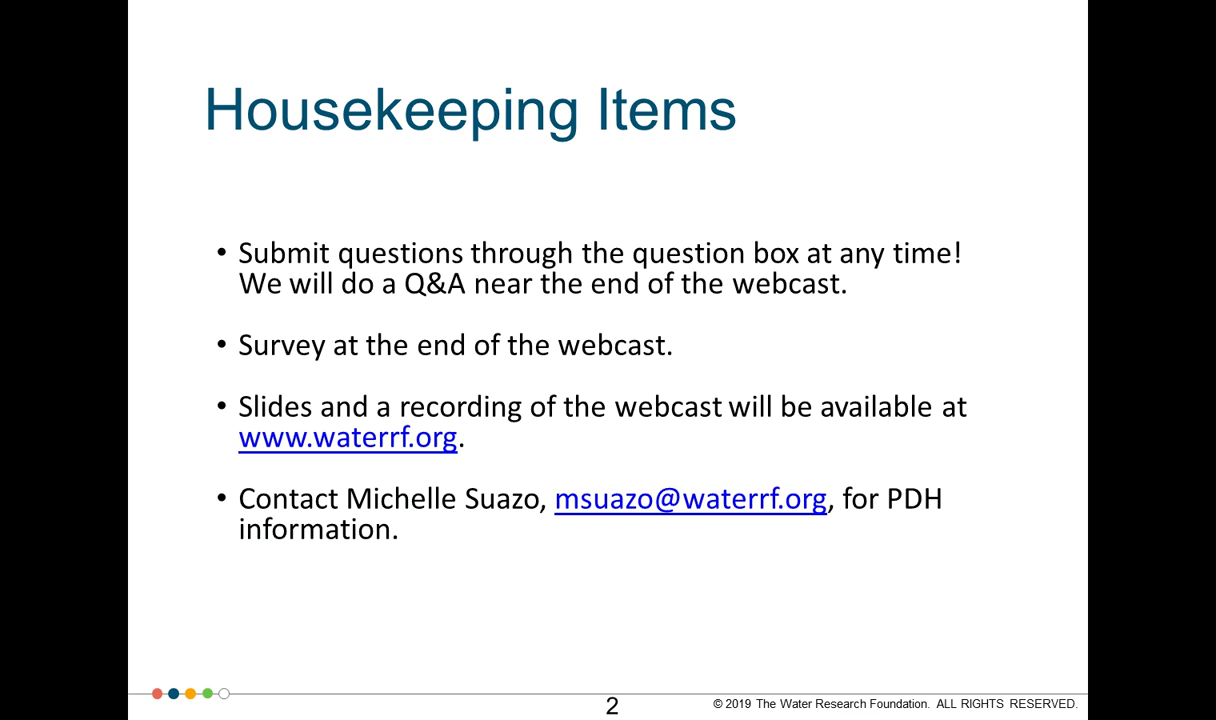 Housekeeping Items
• Submit questions through the question box at any time!
We will do a Q&A near the end of the webcast.
• Survey at the end of the webcast.
• Slides and a recording of the webcast will be available at
www.waterrf.org.
• Contact Michelle Suazo, msuazo@waterrf.org, for PDH
information.
2
© 2019 The Water Research Foundation. ALL RIGHTS RESERVED.